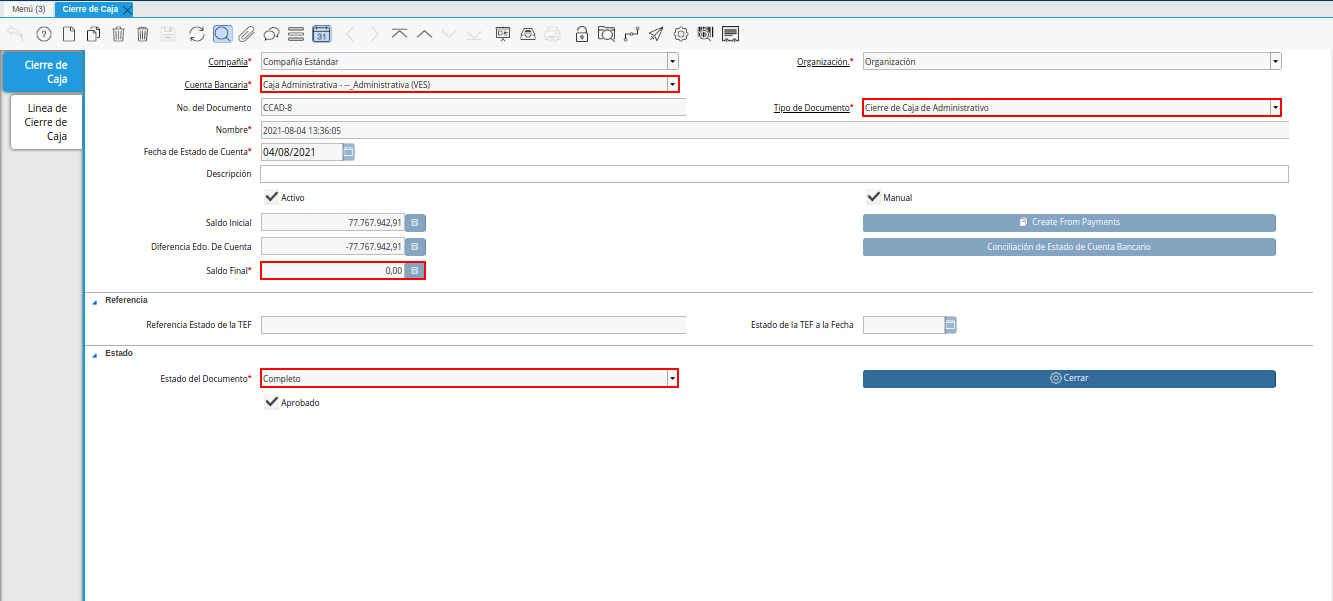 Menú (3) Cierre de Caja
31
Cierre de
Caja
Linea de
Cierre de
Caja
Compañía* Compañía Estándar Organización.* Organización
Cuenta Bancaria* Caja Administrativa - --_Administrativa (VES)
No. del Documento CCAD-8 Tipo de Documento* Cierre de Caja de Administrativo
Nombre* 2021-08-04 13:36:05
Fecha de Estado de Cuenta* 04/08/2021
Descripción
Activo Manual
Saldo Inicial 77.767.942,91 Create From Payments
Diferencia Edo. De Cuenta -77.767.942,91 Conciliación de Estado de Cuenta Bancario
Saldo Final* 0,00
Referencia
Referencia Estado de la TEF Estado de la TEF a la Fecha
Estado
Estado del Documento* Completo Cerrar
Aprobado